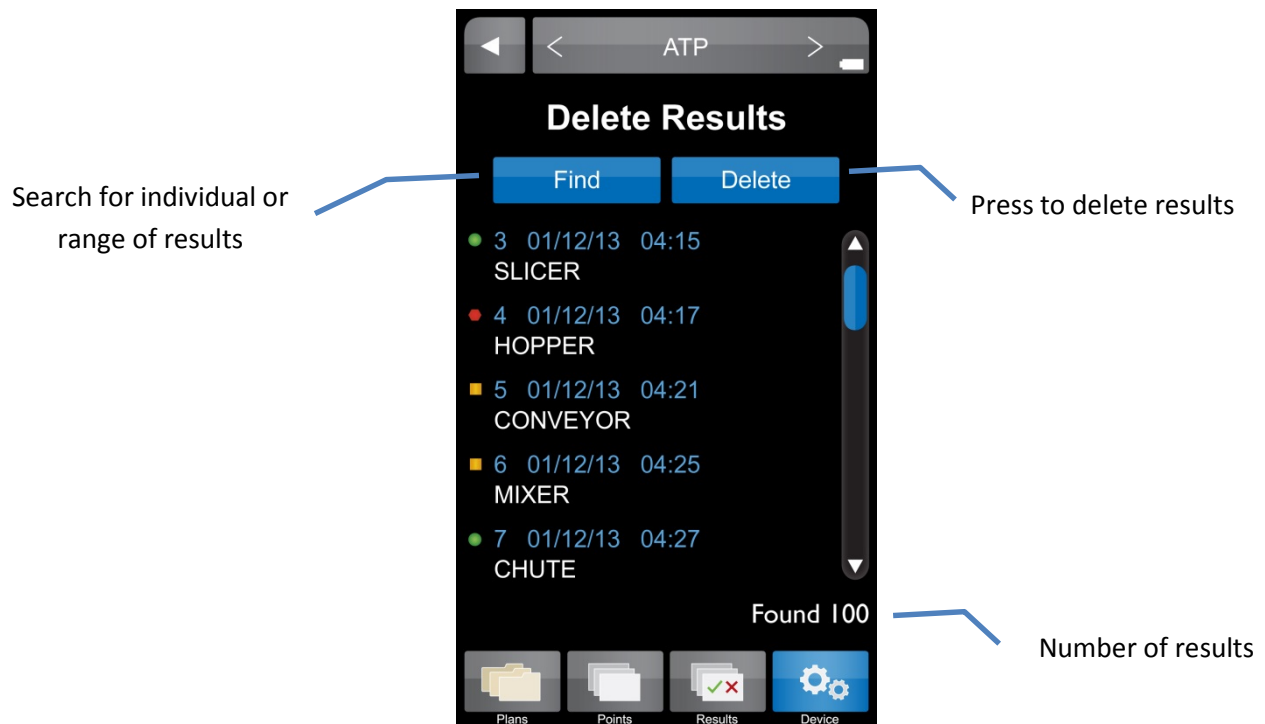 < ATP >
Delete Results
Find Delete
Search for individual or
range of results
Press to delete results
3 01/12/13 04:15
SLICER
4 01/12/13 04:17
HOPPER
5 01/12/13 04:21
CONVEYOR
6 01/12/13 04:25
MIXER
7 01/12/13 04:27
CHUTE
Found 100
Number of results
Plans Points Results Device